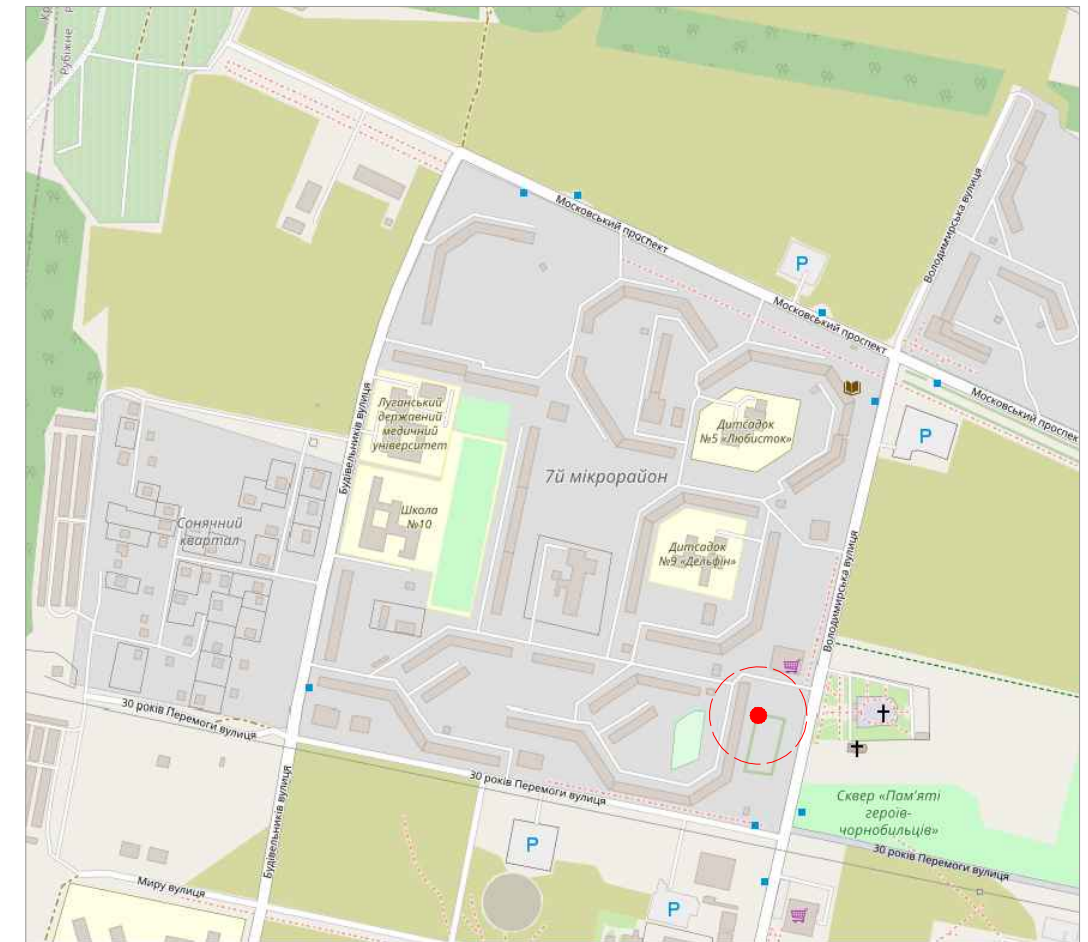 Рубіжне
Московський проспект
Володимирська вулиця
P
Московський проспект
Московський проспек
Будівельників вулиця
Луганський
державний
медичний
університет
Дитсадок
№5 «Любисток»
P
7й мікрорайон
Школа
№10
Сонячний
квартал
Дитсадок
№9 «Дельфін»
Володимирська вулиця
30 років Перемоги вулиця
30 років Перемоги вулиця
Будівельників вулиця
Сквер «Пам'яті
героїв-
чорнобильців»
P
30 років Перемоги вулиця
Миру вулиця
P